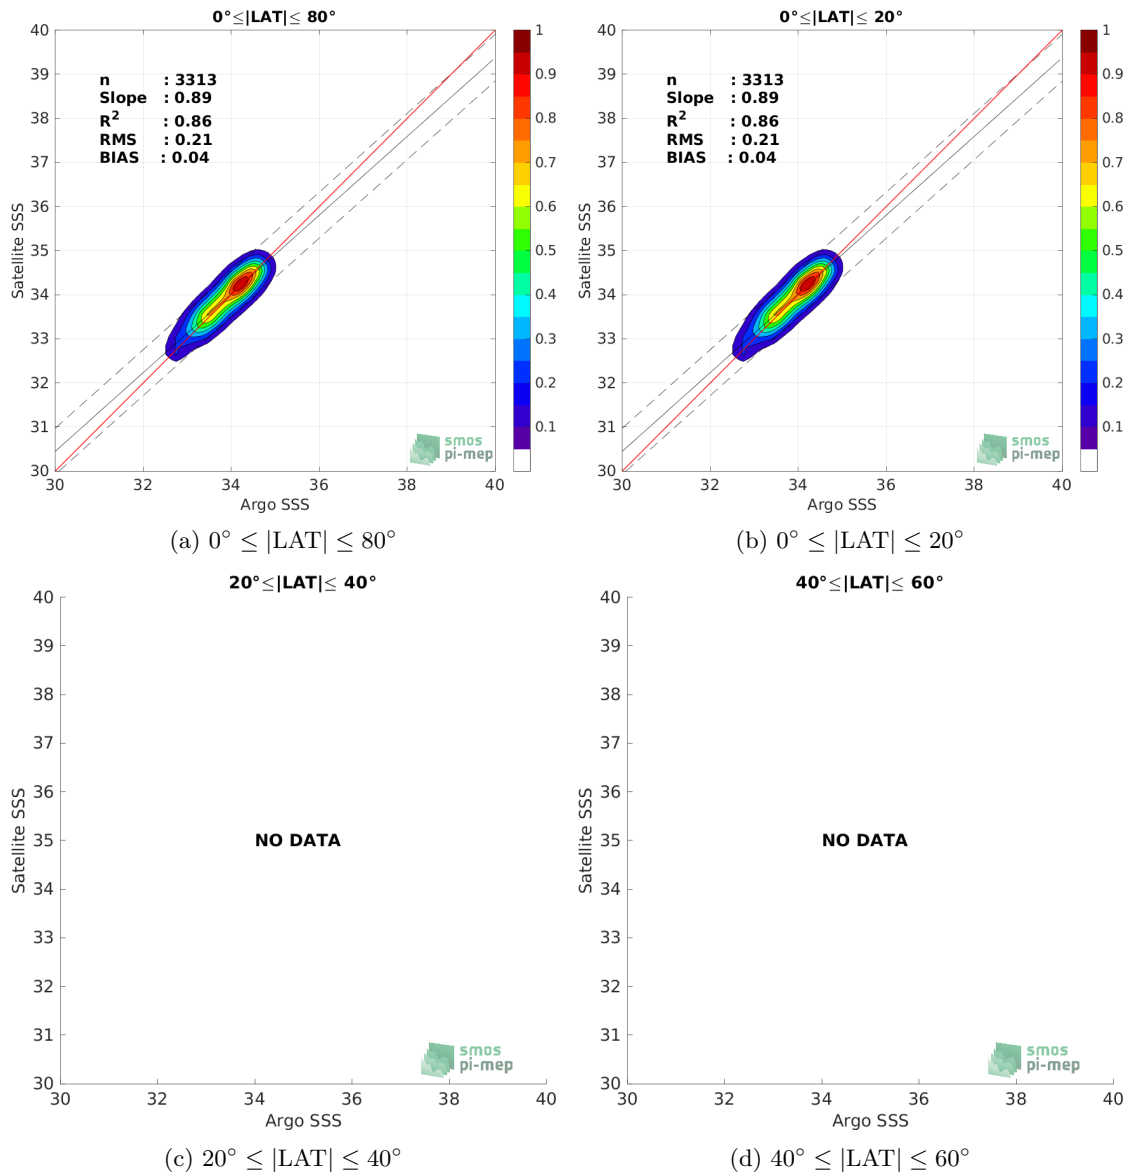 0°≤|LAT|≤ 80°
40
39
38
37
36
35
34
33
32
31
30
30
32
34
36
38
40
Satellite SSS
Argo SSS
n : 3313
Slope : 0.89
R² : 0.86
RMS : 0.21
BIAS : 0.04
1
0.9
0.8
0.7
0.6
0.5
0.4
0.3
0.2
0.1
smos
pi-mep
(a) 0° ≤ |LAT| ≤ 80°
0°≤|LAT|≤ 20°
40
39
38
37
36
35
34
33
32
31
30
30
32
34
36
38
40
Satellite SSS
Argo SSS
n : 3313
Slope : 0.89
R² : 0.86
RMS : 0.21
BIAS : 0.04
1
0.9
0.8
0.7
0.6
0.5
0.4
0.3
0.2
0.1
smos
pi-mep
(b) 0° ≤ |LAT| ≤ 20°
20°≤|LAT|≤ 40°
40
39
38
37
36
35
34
33
32
31
30
30
32
34
36
38
40
Satellite SSS
Argo SSS
NO DATA
smos
pi-mep
(c) 20° ≤ |LAT| ≤ 40°
40°≤|LAT|≤ 60°
40
39
38
37
36
35
34
33
32
31
30
30
32
34
36
38
40
Satellite SSS
Argo SSS
NO DATA
smos
pi-mep
(d) 40° ≤ |LAT| ≤ 60°